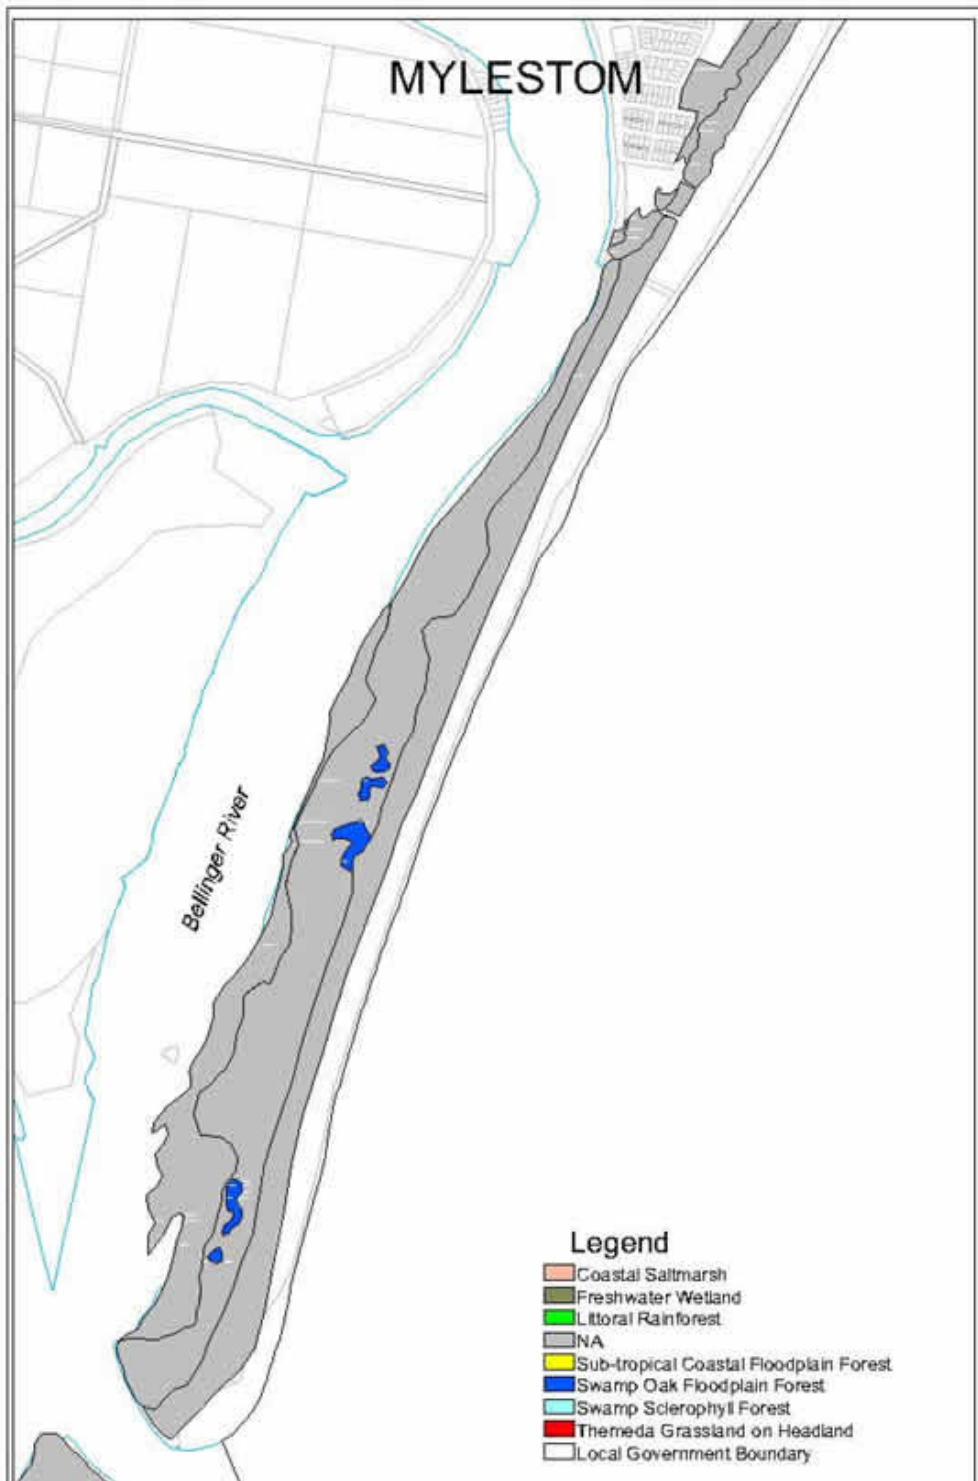 MYLESTOM
Bellinger River
Legend
Coastal Saltmarsh
Freshwater Wetland
Littoral Rainforest
NA
Sub-tropical Coastal Floodplain Forest
Swamp Oak Floodplain Forest
Swamp Sclerophyll Forest
Themeda Grassland on Headland
Local Government Boundary